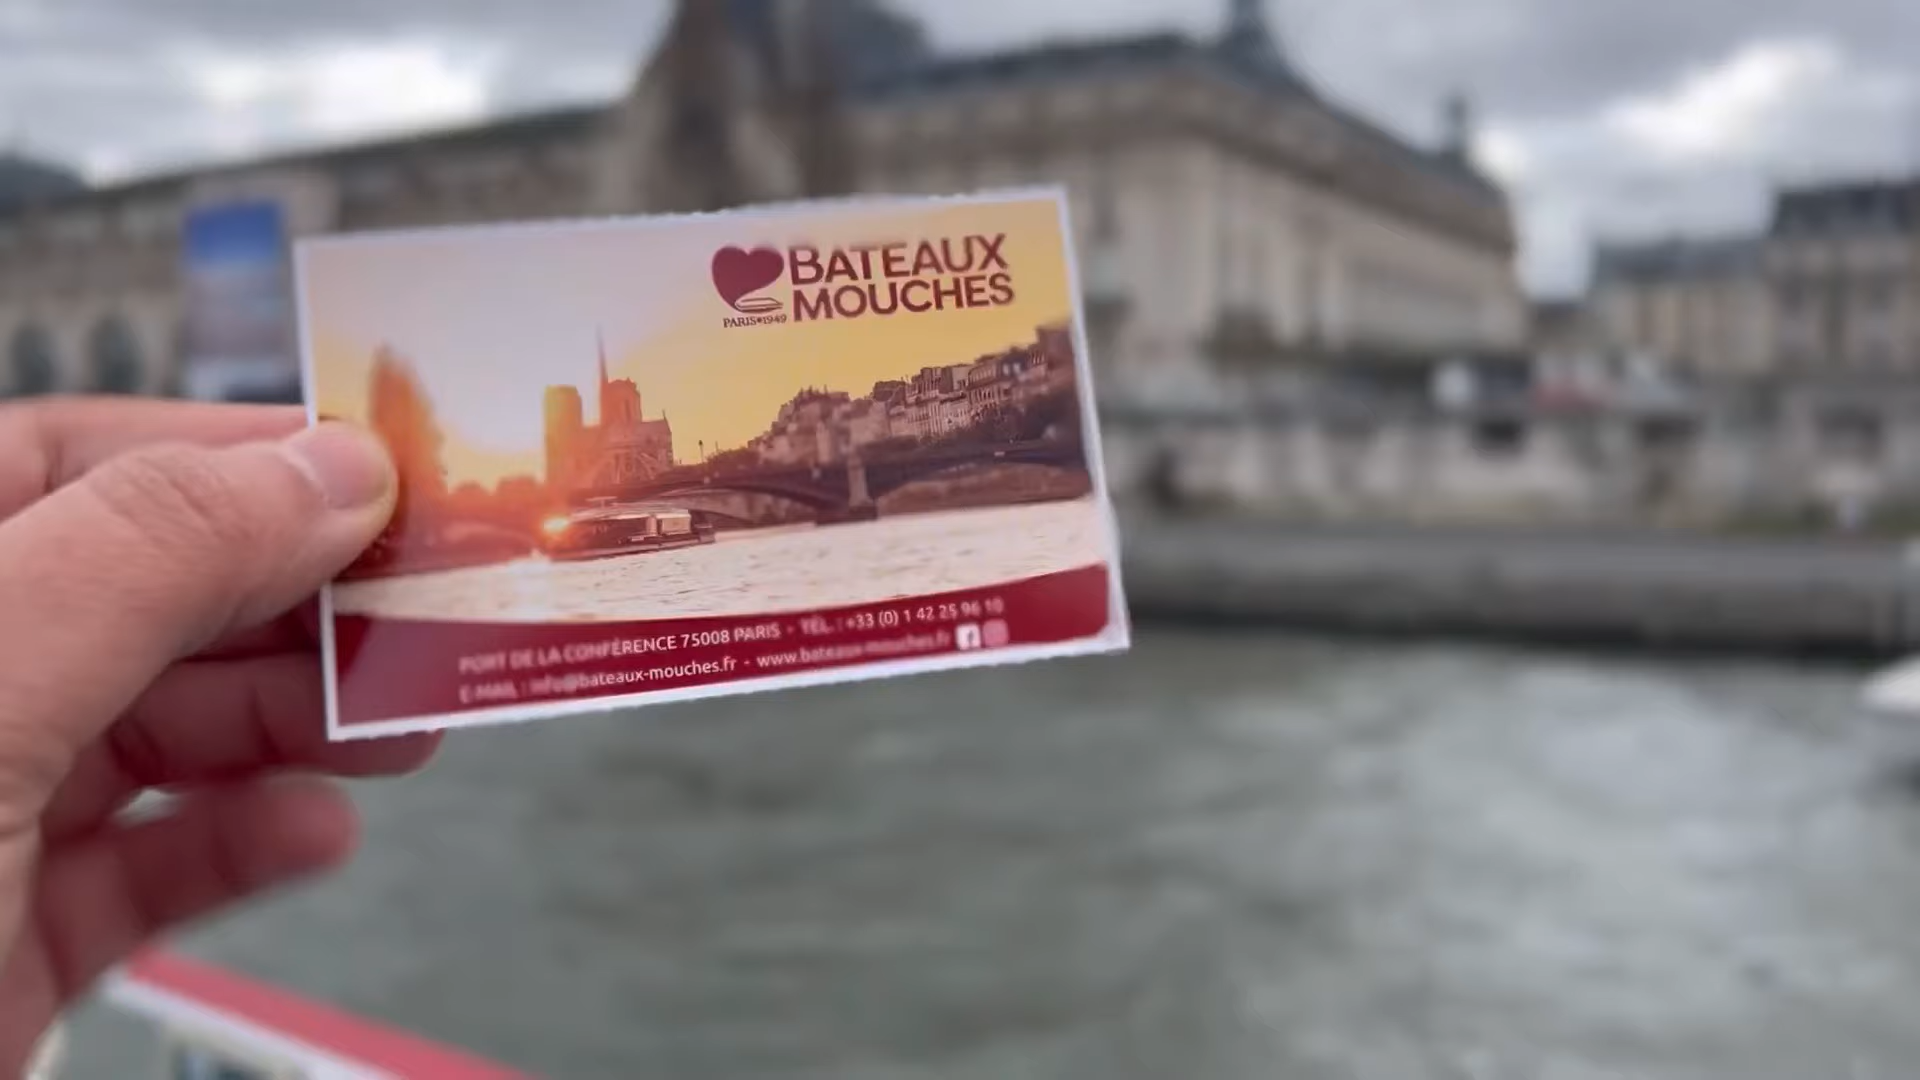 BATEAUX
MOUCHES
PARIS•1949
PORT DE LA CONFÉRENCE 75008 PARIS - TÉL. : +33 (0) 1 42 25 96 10
E-MAIL : info@bateaux-mouches.fr - www.bateaux-mouches.fr